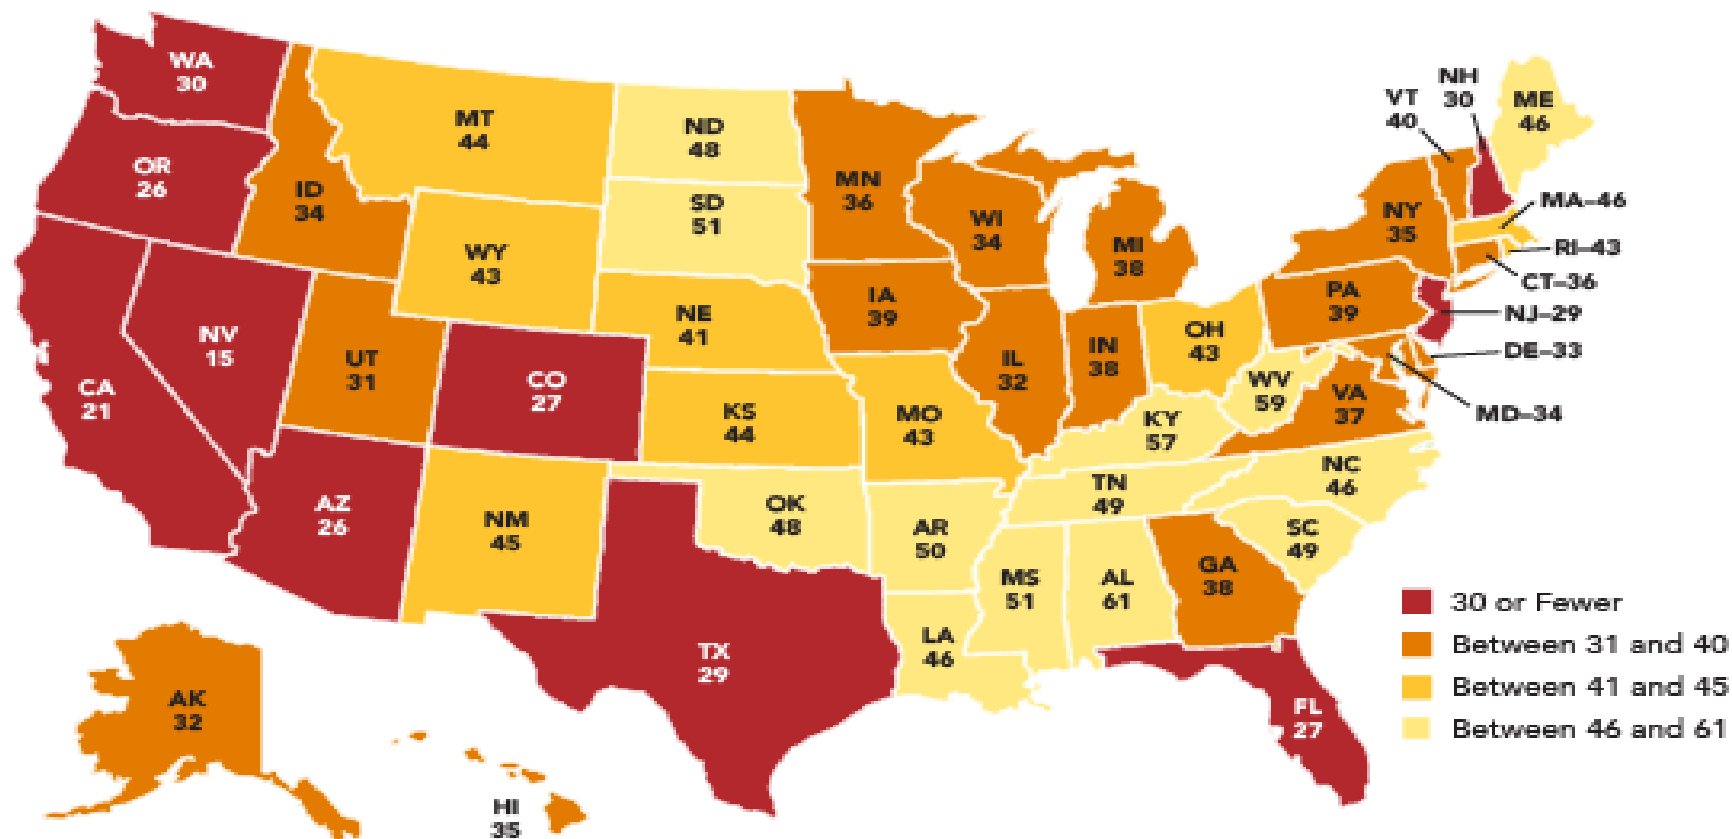 WA
30
OR
26
CA
21
NV
15
ID
34
MT
44
WY
43
UT
31
CO
27
AZ
26
NM
45
ND
48
SD
51
NE
41
KS
44
OK
48
TX
29
MN
36
IA
39
MO
43
AR
50
LA
46
WI
34
IL
32
MS
51
MI
38
IN
38
KY
57
TN
49
AL
61
OH
43
WV
59
GA
38
VA
37
NC
46
SC
49
FL
27
PA
39
NY
35
VT
40
NH
30
ME
46
MA–46
RI–43
CT–36
NJ–29
DE–33
MD–34
AK
32
HI
35
30 or Fewer
Between 31 and 40
Between 41 and 45
Between 46 and 61